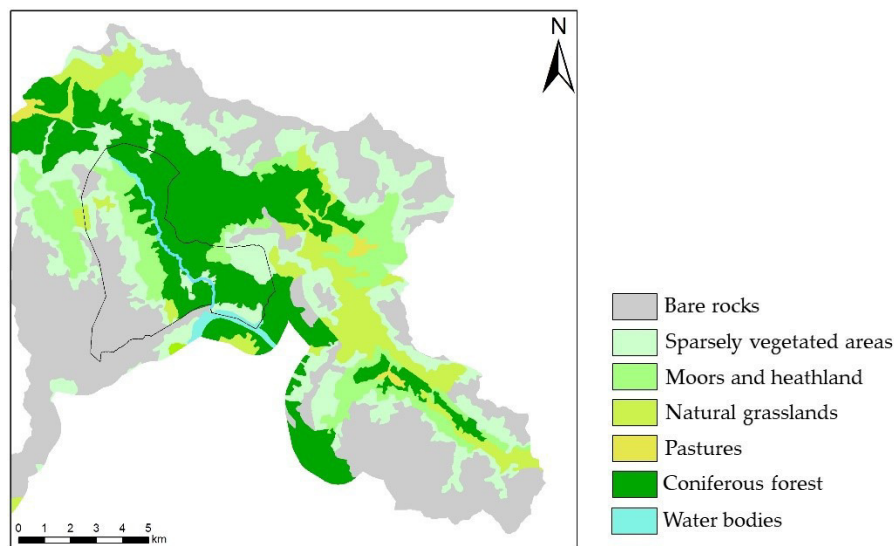 N
Bare rocks
Sparsely vegetated areas
Moors and heathland
Natural grasslands
Pastures
Coniferous forest
Water bodies
0 1 2 3 4 5
km